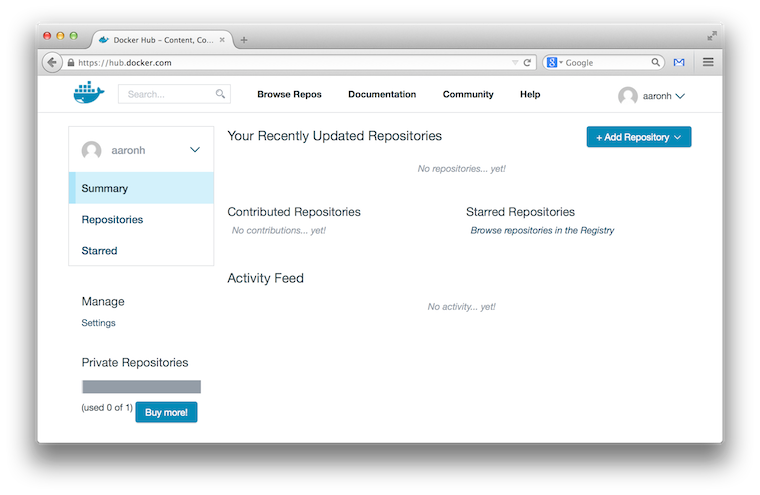 Docker Hub – Content, Co...
https://hub.docker.com
Google
Search...
Browse Repos
Documentation
Community
Help
aaronh
aaronh
Summary
Repositories
Starred
Manage
Settings
Private Repositories
(used 0 of 1)
Buy more!
Your Recently Updated Repositories
+ Add Repository
No repositories... yet!
Contributed Repositories
No contributions... yet!
Starred Repositories
Browse repositories in the Registry
Activity Feed
No activity... yet!